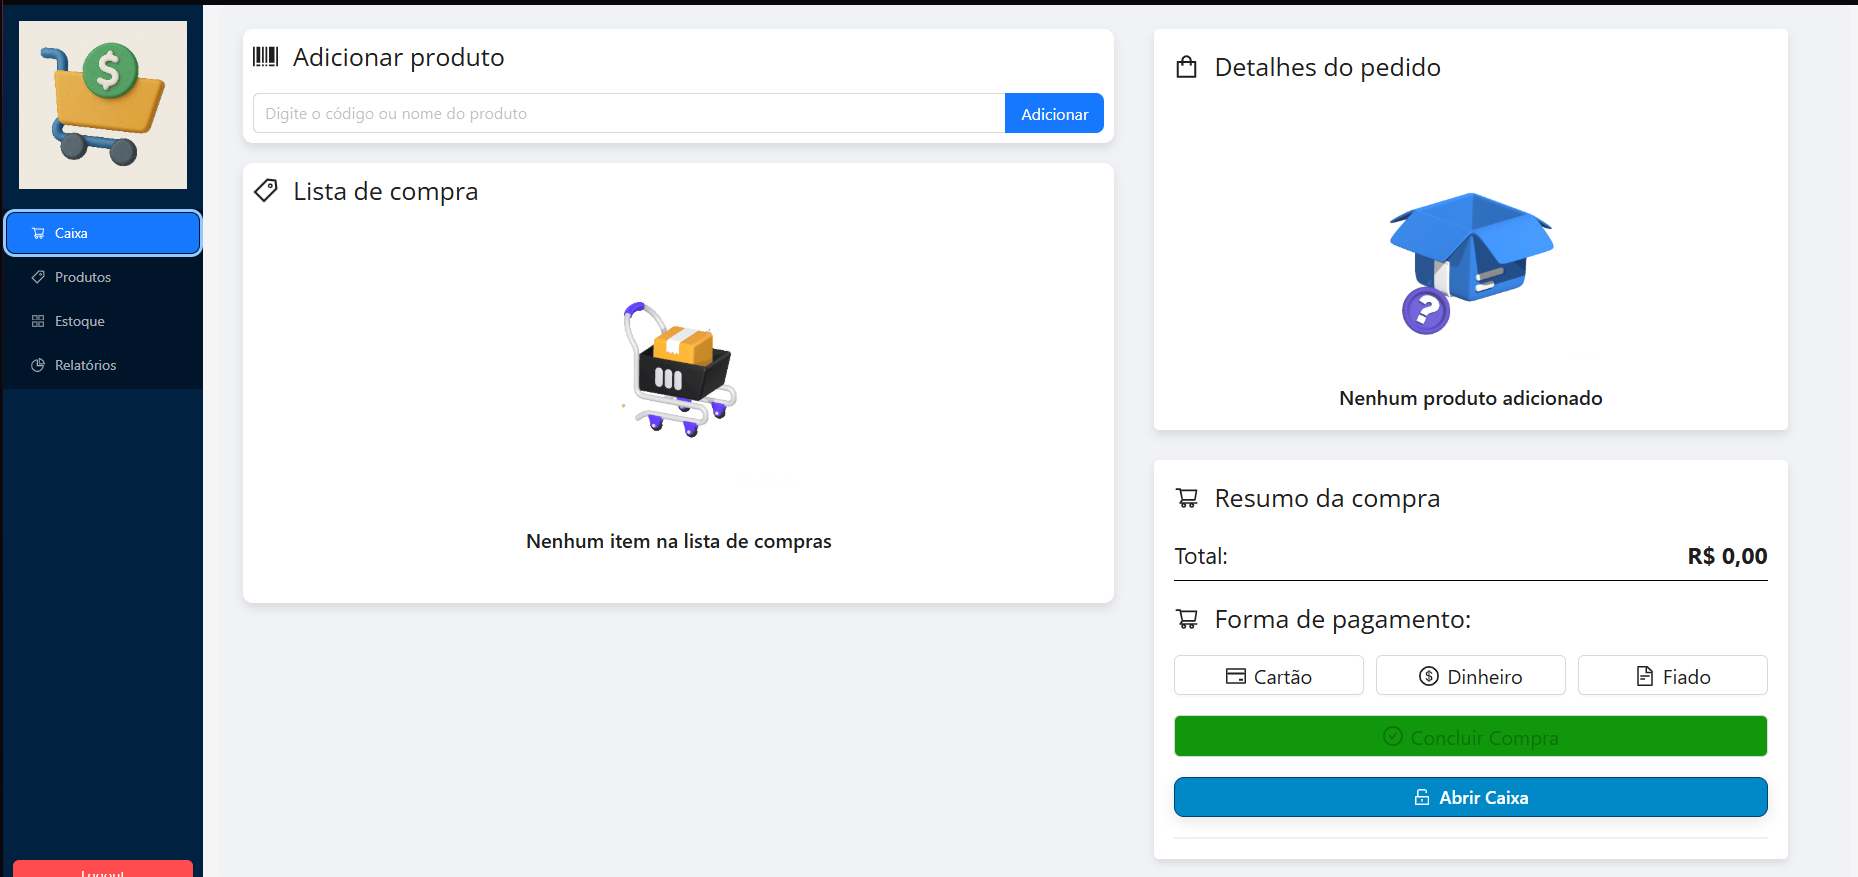 Caixa
Produtos
Estoque
Relatórios
Logout
Adicionar produto
Digite o código ou nome do produto
Adicionar
Lista de compra
Nenhum item na lista de compras
Detalhes do pedido
Nenhum produto adicionado
Resumo da compra
Total: R$ 0,00
Forma de pagamento:
Cartão Dinheiro Fiado
Concluir Compra
Abrir Caixa